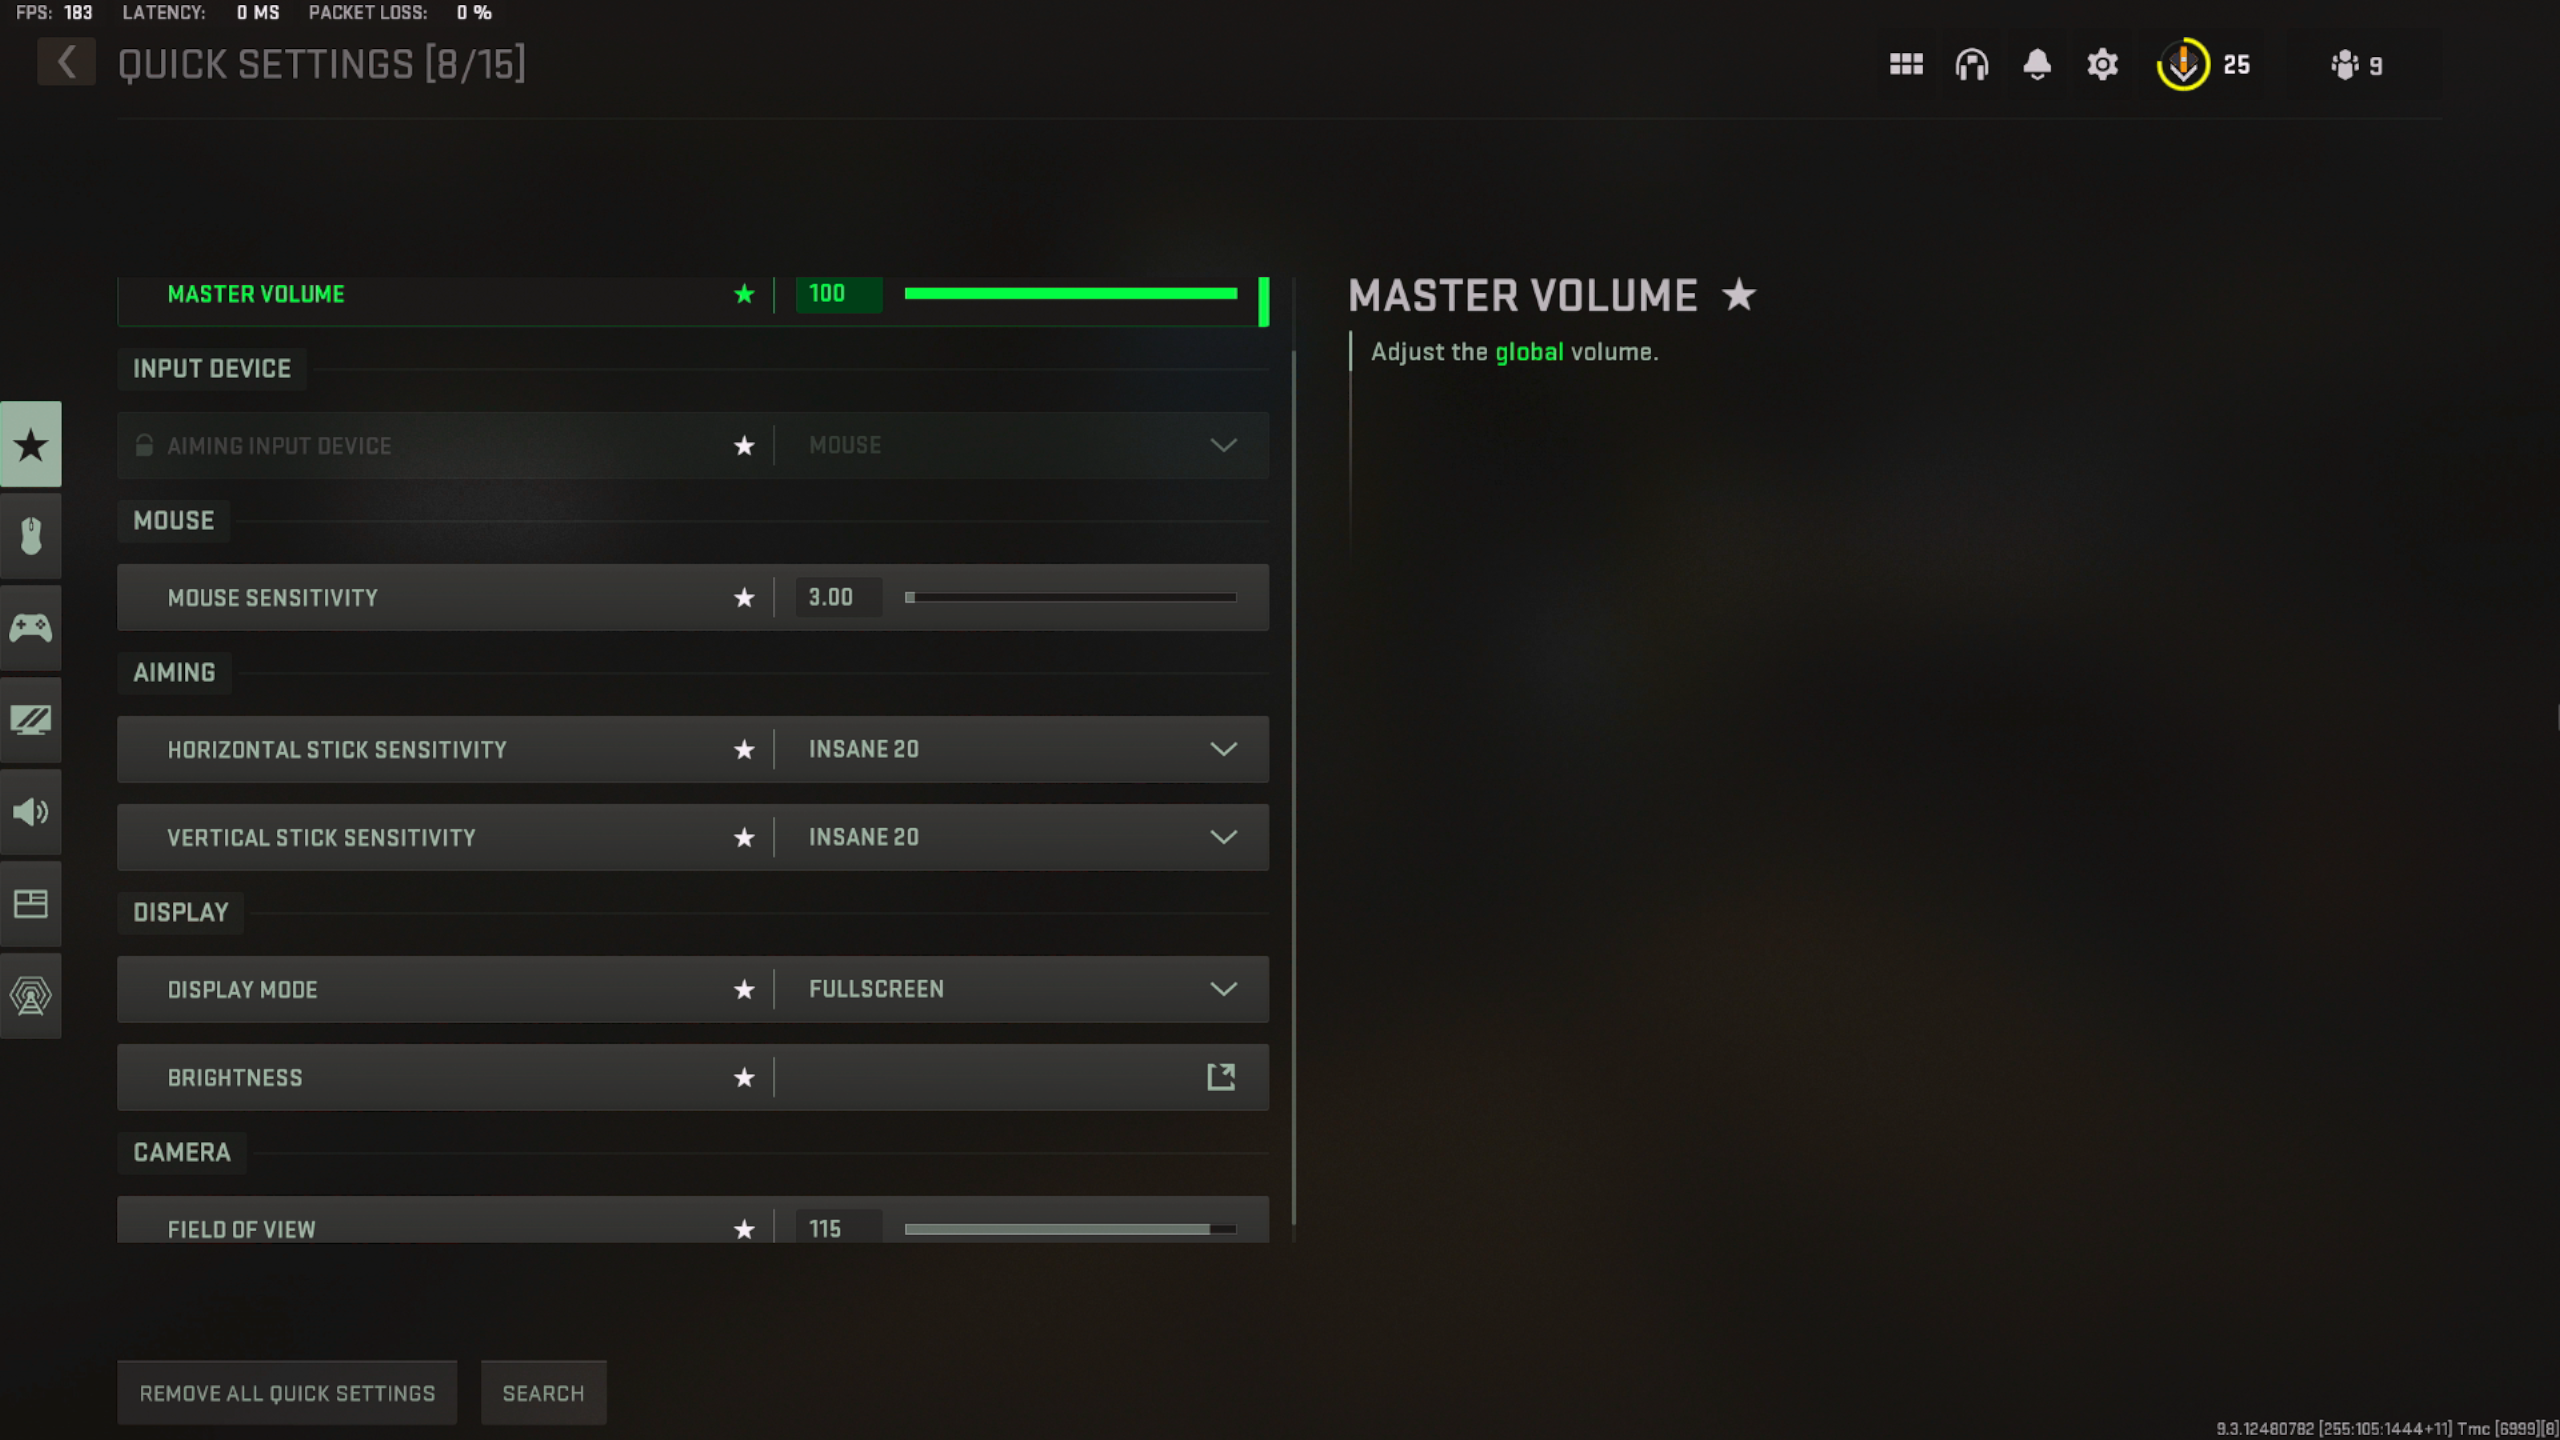 FPS: 183 LATENCY: 0 MS PACKET LOSS: 0 %
QUICK SETTINGS [8/15]
25
9
MASTER VOLUME 100
INPUT DEVICE
AIMING INPUT DEVICE MOUSE
MOUSE
MOUSE SENSITIVITY 3.00
AIMING
HORIZONTAL STICK SENSITIVITY INSANE 20
VERTICAL STICK SENSITIVITY INSANE 20
DISPLAY
DISPLAY MODE FULLSCREEN
BRIGHTNESS
CAMERA
FIELD OF VIEW 115
MASTER VOLUME
Adjust the global volume.
REMOVE ALL QUICK SETTINGS SEARCH
9.3.12480782 [255:105:1444+11] Tmc [6999][8]